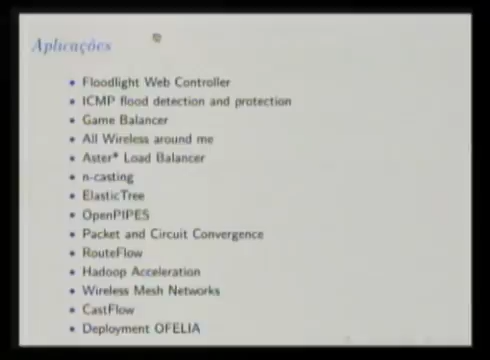 Aplicações
• Floodlight Web Controller
• ICMP flood detection and protection
• Game Balancer
• All Wireless around me
• Aster* Load Balancer
• n-casting
• ElasticTree
• OpenPIPES
• Packet and Circuit Convergence
• RouteFlow
• Hadoop Acceleration
• Wireless Mesh Networks
• CastFlow
• Deployment OFELIA